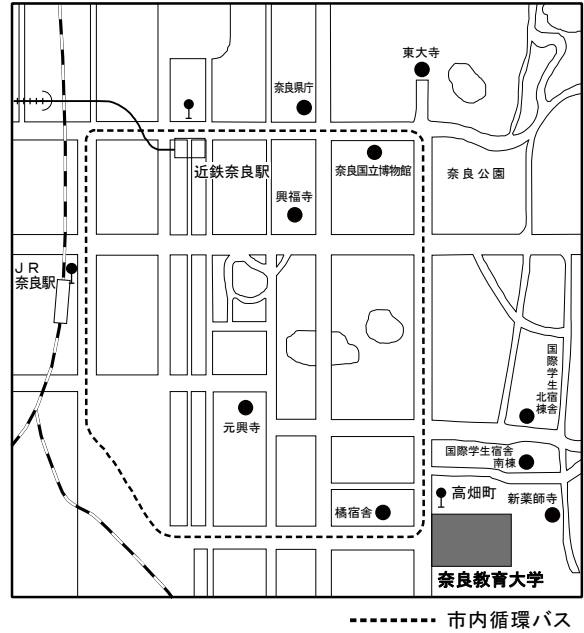 東大寺
奈良県庁
近鉄奈良駅
奈良国立博物館
奈良公園
興福寺
ＪＲ
奈良駅
国際学生
北宿
棟舎
元興寺
国際学生宿舎
南棟
高畑町
新薬師寺
橘宿舎
奈良教育大学
市内循環バス